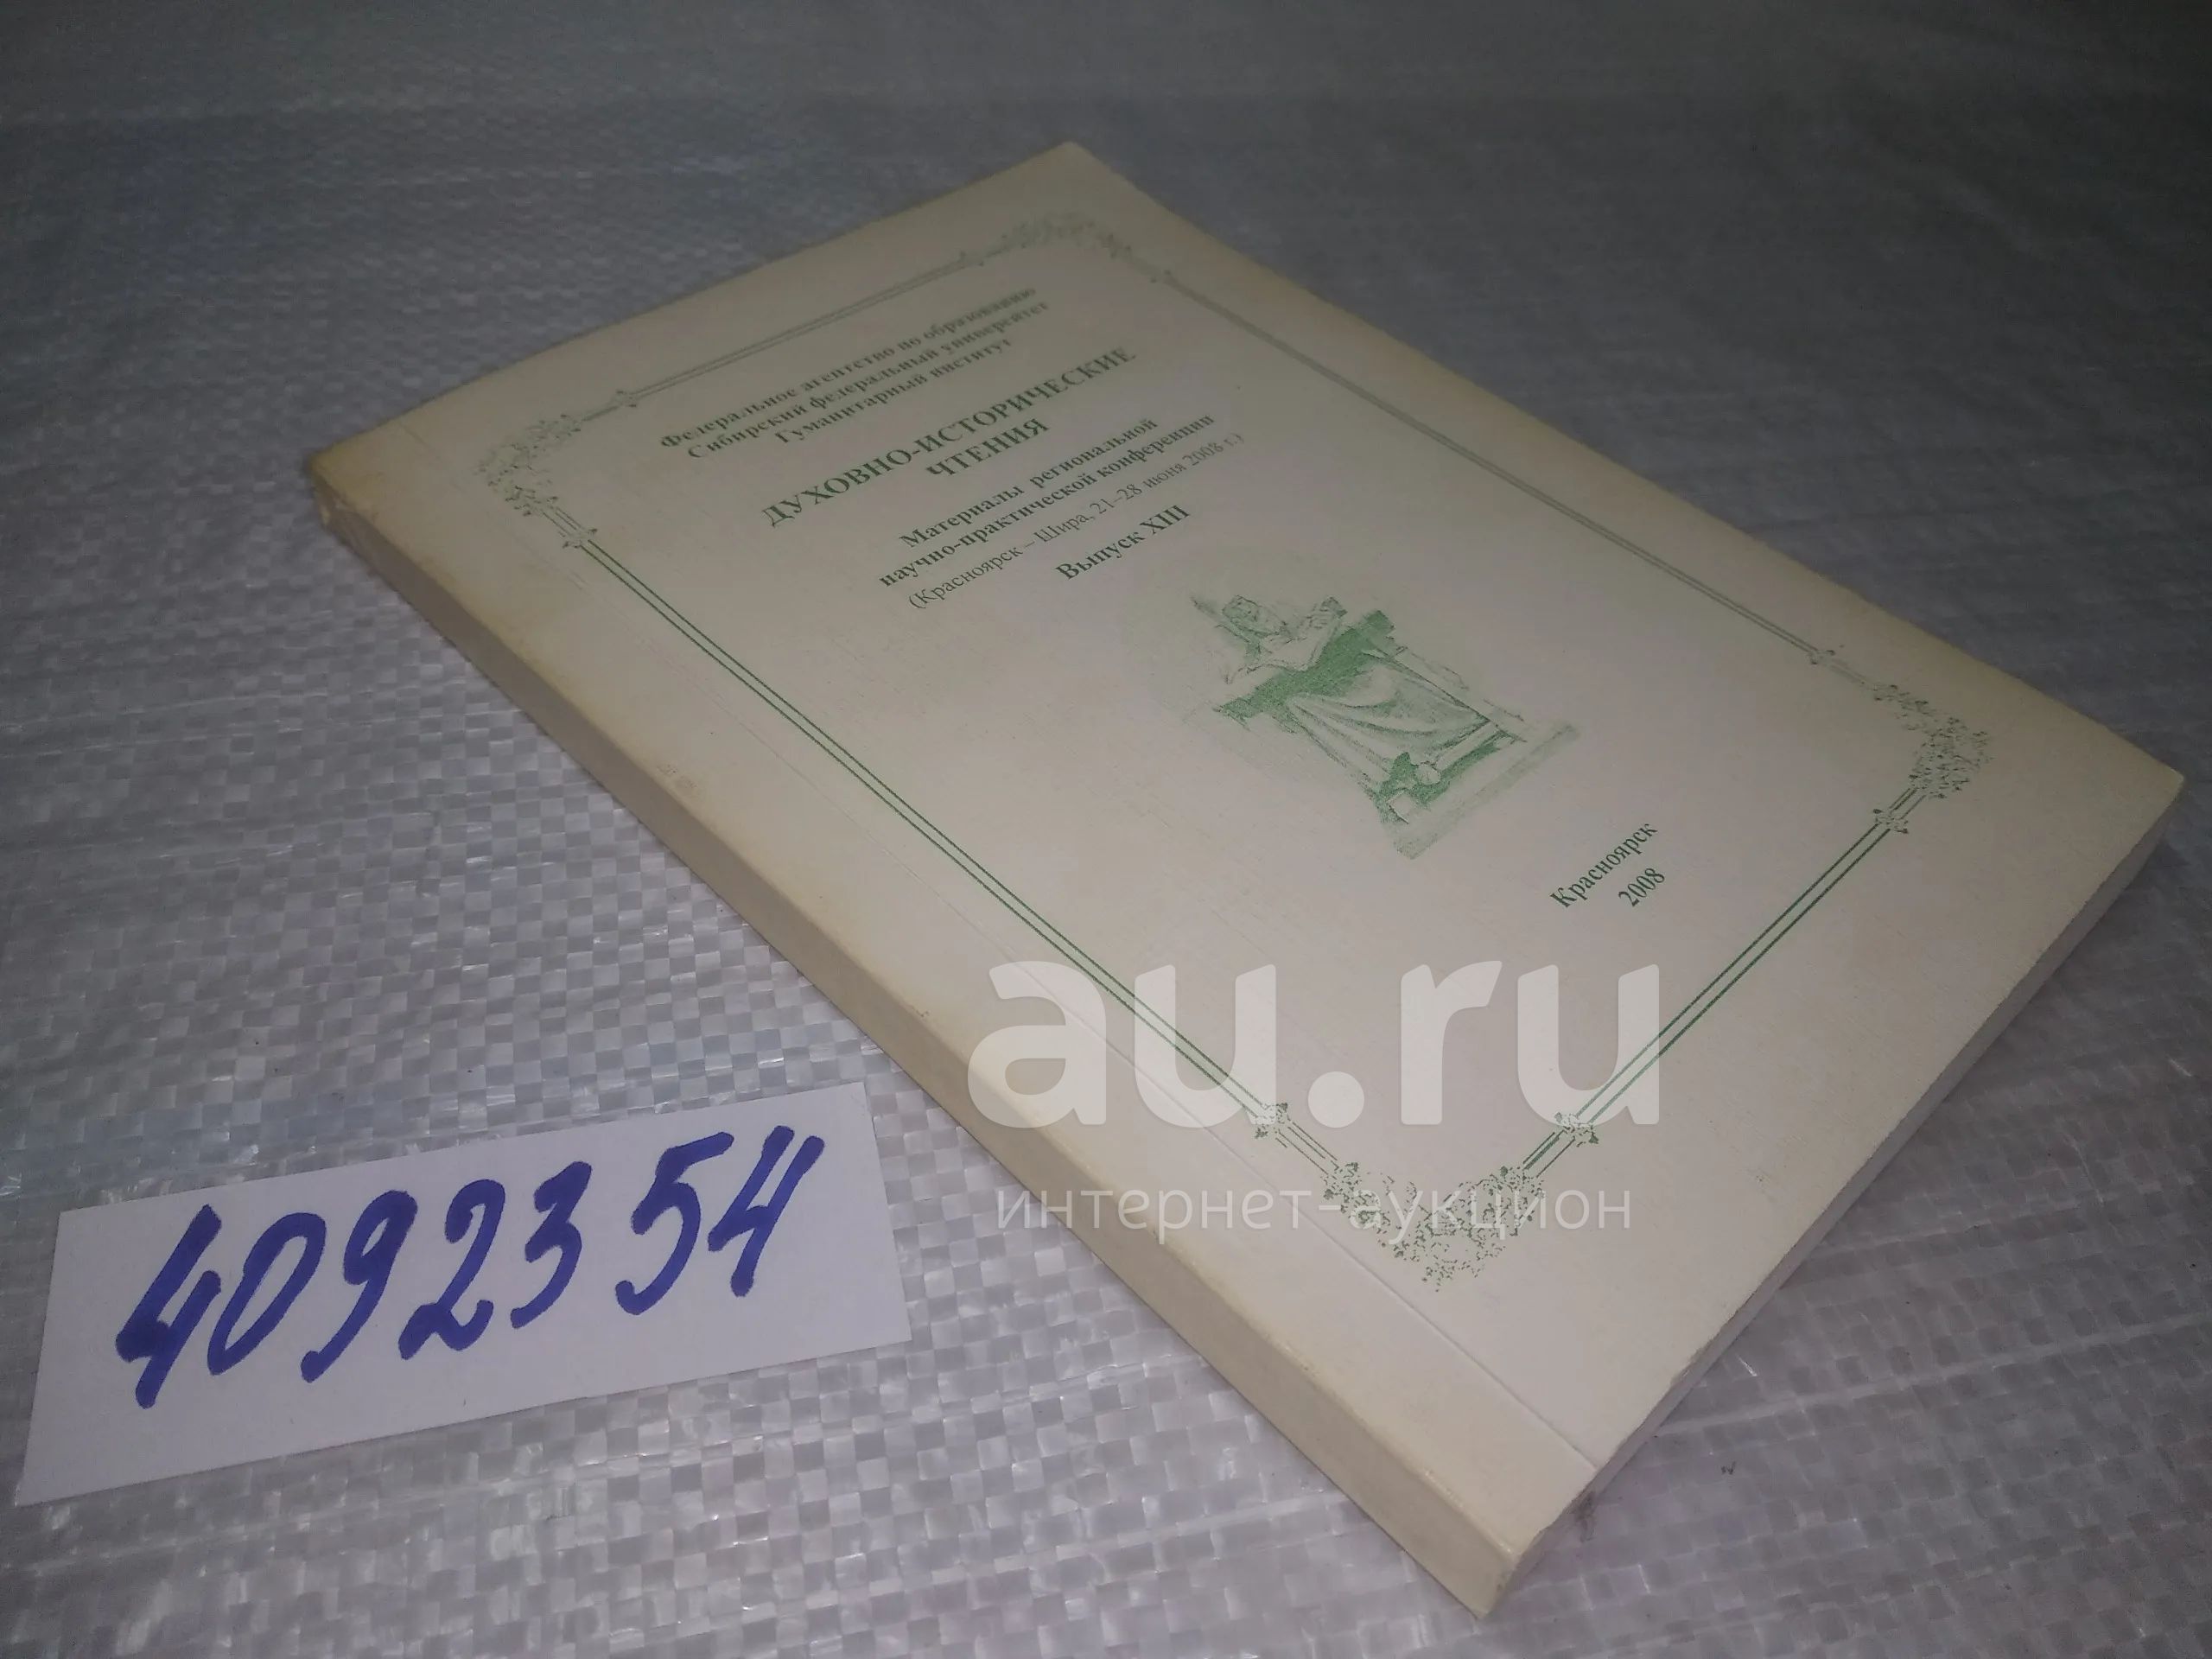 Федеральное агентство по образованию
Сибирский федеральный университет
Гуманитарный институт
ДУХОВНО-ИСТОРИЧЕСКИЕ
ЧТЕНИЯ
Материалы региональной
научно-практической конференции
(Красноярск – Шира, 21–28 июня 2008 г.)
Выпуск XIII
Красноярск
2008
au.ru
интернет-аукцион
4092354